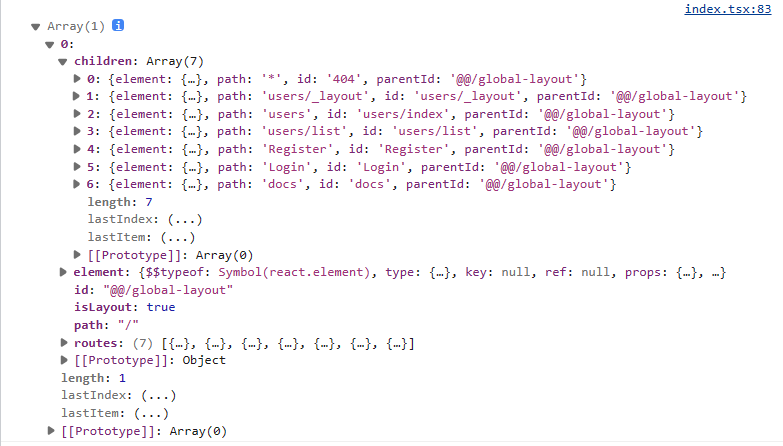 index.tsx:83
▼ Array(1) i
▼ 0:
▼ children: Array(7)
▶ 0: {element: {…}, path: '*', id: '404', parentId: '@@/global-layout'}
▶ 1: {element: {…}, path: 'users/_layout', id: 'users/_layout', parentId: '@@/global-layout'}
▶ 2: {element: {…}, path: 'users', id: 'users/index', parentId: '@@/global-layout'}
▶ 3: {element: {…}, path: 'users/list', id: 'users/list', parentId: '@@/global-layout'}
▶ 4: {element: {…}, path: 'Register', id: 'Register', parentId: '@@/global-layout'}
▶ 5: {element: {…}, path: 'Login', id: 'Login', parentId: '@@/global-layout'}
▶ 6: {element: {…}, path: 'docs', id: 'docs', parentId: '@@/global-layout'}
length: 7
lastIndex: (...)
lastItem: (...)
▶ [[Prototype]]: Array(0)
▶ element: {$$typeof: Symbol(react.element), type: {…}, key: null, ref: null, props: {…}, …}
id: "@@/global-layout"
isLayout: true
path: "/"
▶ routes: (7) [{…}, {…}, {…}, {…}, {…}, {…}, {…}]
▶ [[Prototype]]: Object
length: 1
lastIndex: (...)
lastItem: (...)
▶ [[Prototype]]: Array(0)